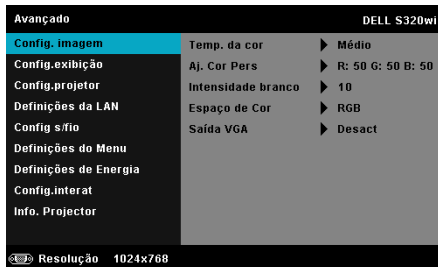 Avançado DELL S320wi
Config. imagem Temp. da cor Médio
Config.exibição Aj. Cor Pers R: 50 G: 50 B: 50
Config.projetor Intensidade branco 10
Definições da LAN Espaço de Cor RGB
Config s/fio Saída VGA Desact
Definições do Menu
Definições de Energia
Config.interat
Info. Projector
Resolução 1024x768